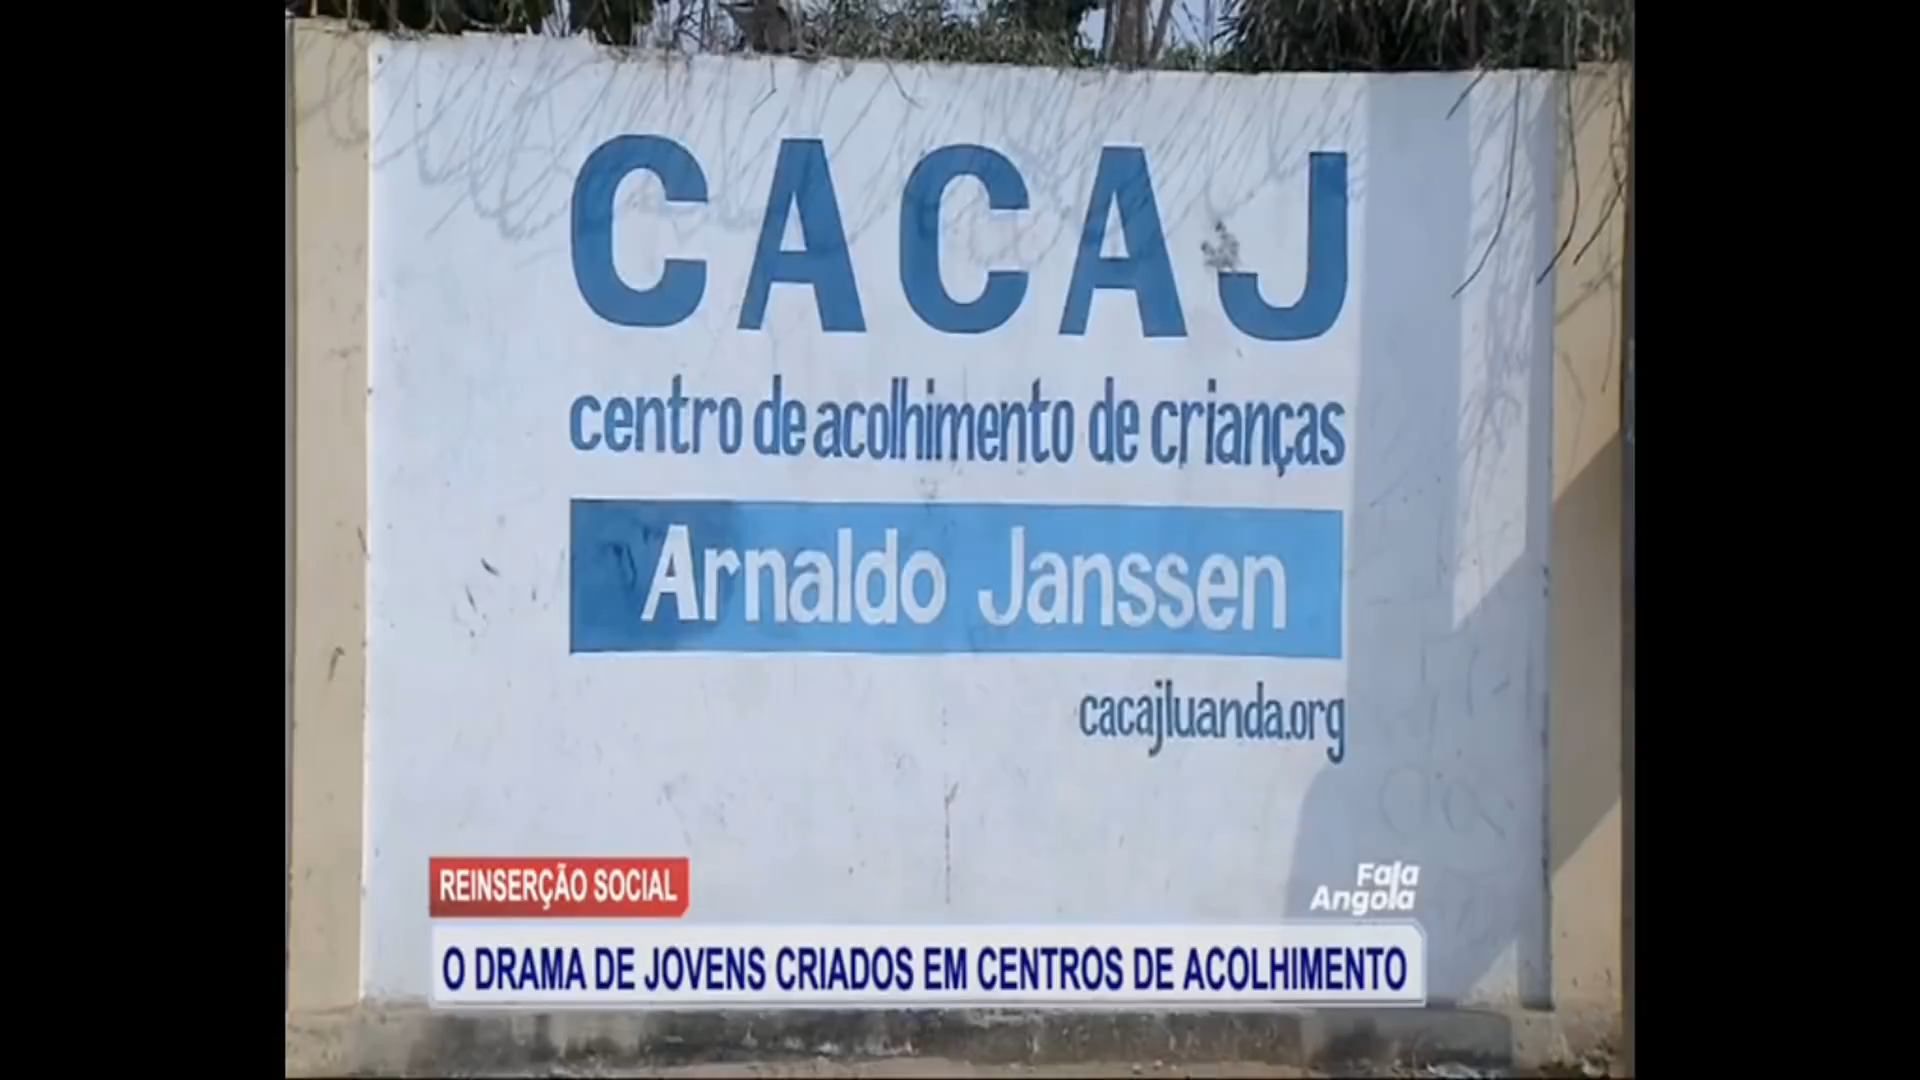 CACAJ
centro de acolhimento de crianças
Arnaldo Janssen
cacajluanda.org
REINSERÇÃO SOCIAL
Fala
Angola
O DRAMA DE JOVENS CRIADOS EM CENTROS DE ACOLHIMENTO